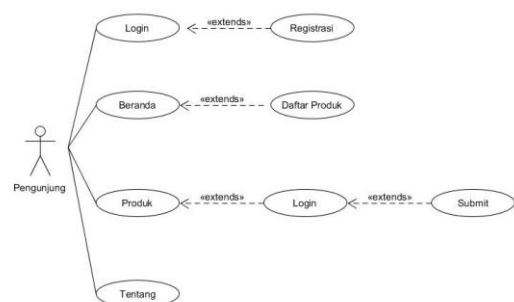 Login
«extends»
Registrasi
Beranda
«extends»
Daftar Produk
Pengunjung
Produk
«extends»
Login
«extends»
Submit
Tentang